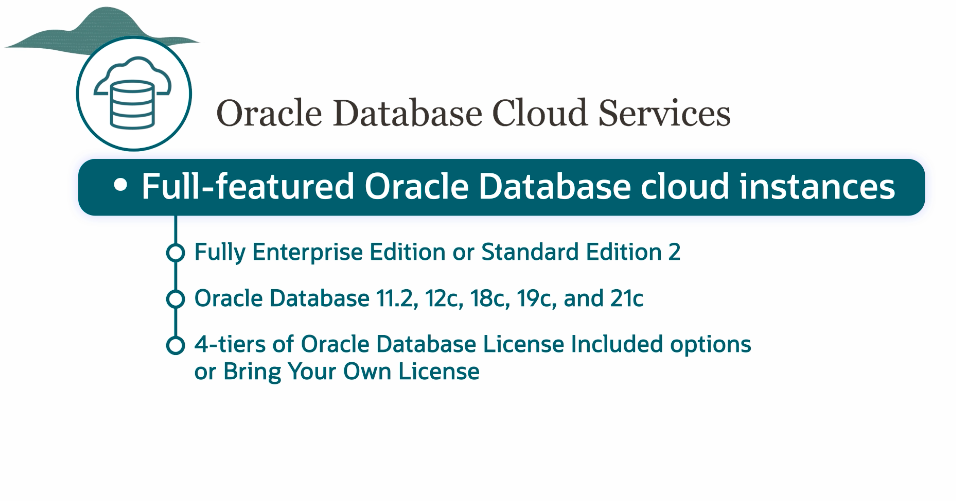 Oracle Database Cloud Services
• Full-featured Oracle Database cloud instances
Fully Enterprise Edition or Standard Edition 2
Oracle Database 11.2, 12c, 18c, 19c, and 21c
4-tiers of Oracle Database License Included options
or Bring Your Own License